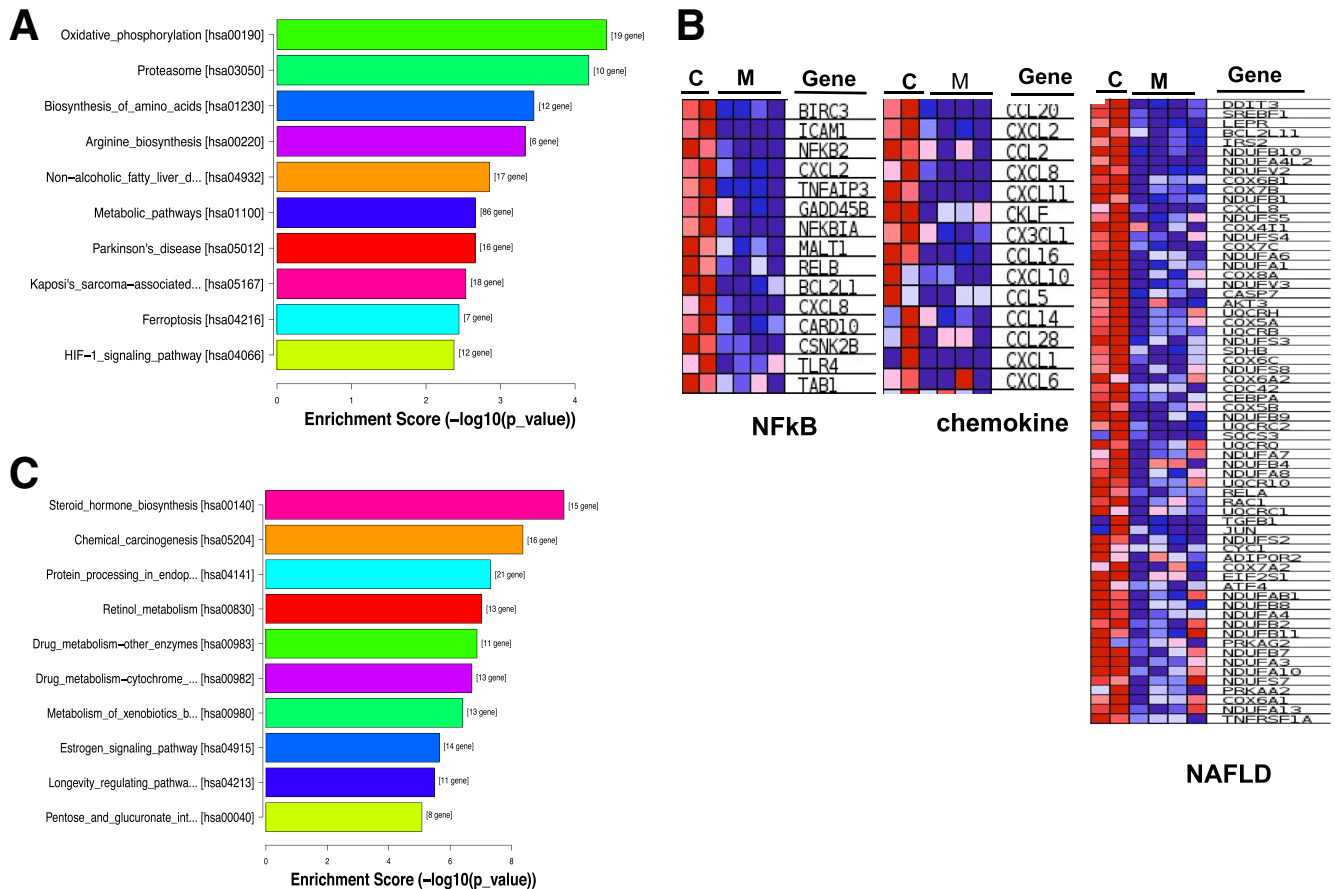 A
Oxidative_phosphorylation [hsa00190]
[19 gene]
Proteasome [hsa03050]
[10 gene]
Biosynthesis_of_amino_acids [hsa01230]
[12 gene]
Arginine_biosynthesis [hsa00220]
[6 gene]
Non−alcoholic_fatty_liver_d... [hsa04932]
[17 gene]
Metabolic_pathways [hsa01100]
[86 gene]
Parkinson's_disease [hsa05012]
[16 gene]
Kaposi's_sarcoma−associated... [hsa05167]
[18 gene]
Ferroptosis [hsa04216]
[7 gene]
HIF−1_signaling_pathway [hsa04066]
[12 gene]
0 1 2 3 4
Enrichment Score (−log10(p_value))
B
C M Gene
BIRC3
ICAM1
NFKB2
CXCL2
TNFAIP3
GADD45B
NFKBIA
MALT1
RELB
BCL2L1
CXCL8
CARD10
CSNK2B
TLR4
TAB1
NFkB
C M Gene
CCL20
CXCL2
CCL2
CXCL8
CXCL11
CKLF
CX3CL1
CCL16
CXCL10
CCL5
CCL14
CCL28
CXCL1
CXCL6
chemokine
C M Gene
DDIT3
SREBF1
LEPR
BCL2L11
IRS2
NDUFB10
NDUFA4L2
NDUFV2
COX6B1
COX7B
NDUFB1
CXCL8
NDUFS5
COX4I1
NDUFS4
COX7C
NDUFA6
NDUFA1
COX8A
NDUFV3
CASP7
AKT3
UQCRH
COX5A
UQCRB
NDUFS3
SDHB
COX6C
NDUFS8
COX6A2
CDC42
CEBPA
COX5B
NDUFB9
UQCRC2
SOCS3
UQCRQ
NDUFA7
NDUFB4
NDUFA8
UQCR10
RELA
RAC1
UQCRC1
TGFB1
JUN
NDUFS2
CYC1
ADIPOR2
COX7A2
EIF2S1
ATF4
NDUFAB1
NDUFB8
NDUFA4
NDUFB2
NDUFB11
PRKAG2
NDUFB7
NDUFA3
NDUFA10
NDUFS7
PRKAA2
COX6A1
NDUFA13
TNFRSF1A
NAFLD
C
Steroid_hormone_biosynthesis [hsa00140]
[15 gene]
Chemical_carcinogenesis [hsa05204]
[16 gene]
Protein_processing_in_endop... [hsa04141]
[21 gene]
Retinol_metabolism [hsa00830]
[13 gene]
Drug_metabolism−other_enzymes [hsa00983]
[11 gene]
Drug_metabolism−cytochrome_... [hsa00982]
[13 gene]
Metabolism_of_xenobiotics_b... [hsa00980]
[13 gene]
Estrogen_signaling_pathway [hsa04915]
[14 gene]
Longevity_regulating_pathwa... [hsa04213]
[11 gene]
Pentose_and_glucuronate_int... [hsa00040]
[8 gene]
0 2 4 6 8
Enrichment Score (−log10(p_value))